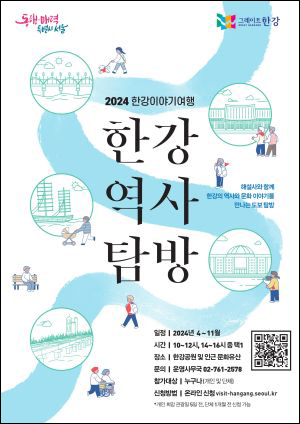 동행·매력
특별시 서울
그레이트한강
GREAT HANGANG
2024 한강이야기여행
한강
역사
탐방
해설사와 함께
한강의 역사와 문화 이야기를
만나는 도보 탐방
일정 | 2024년 4~11월
시간 | 10~12시, 14~16시 중 택1
장소 | 한강공원 및 인근 문화유산
문의 | 운영사무국 02-761-2578
참가대상 | 누구나(개인 및 단체)
신청방법 | 온라인 신청 visit-hangang.seoul.kr